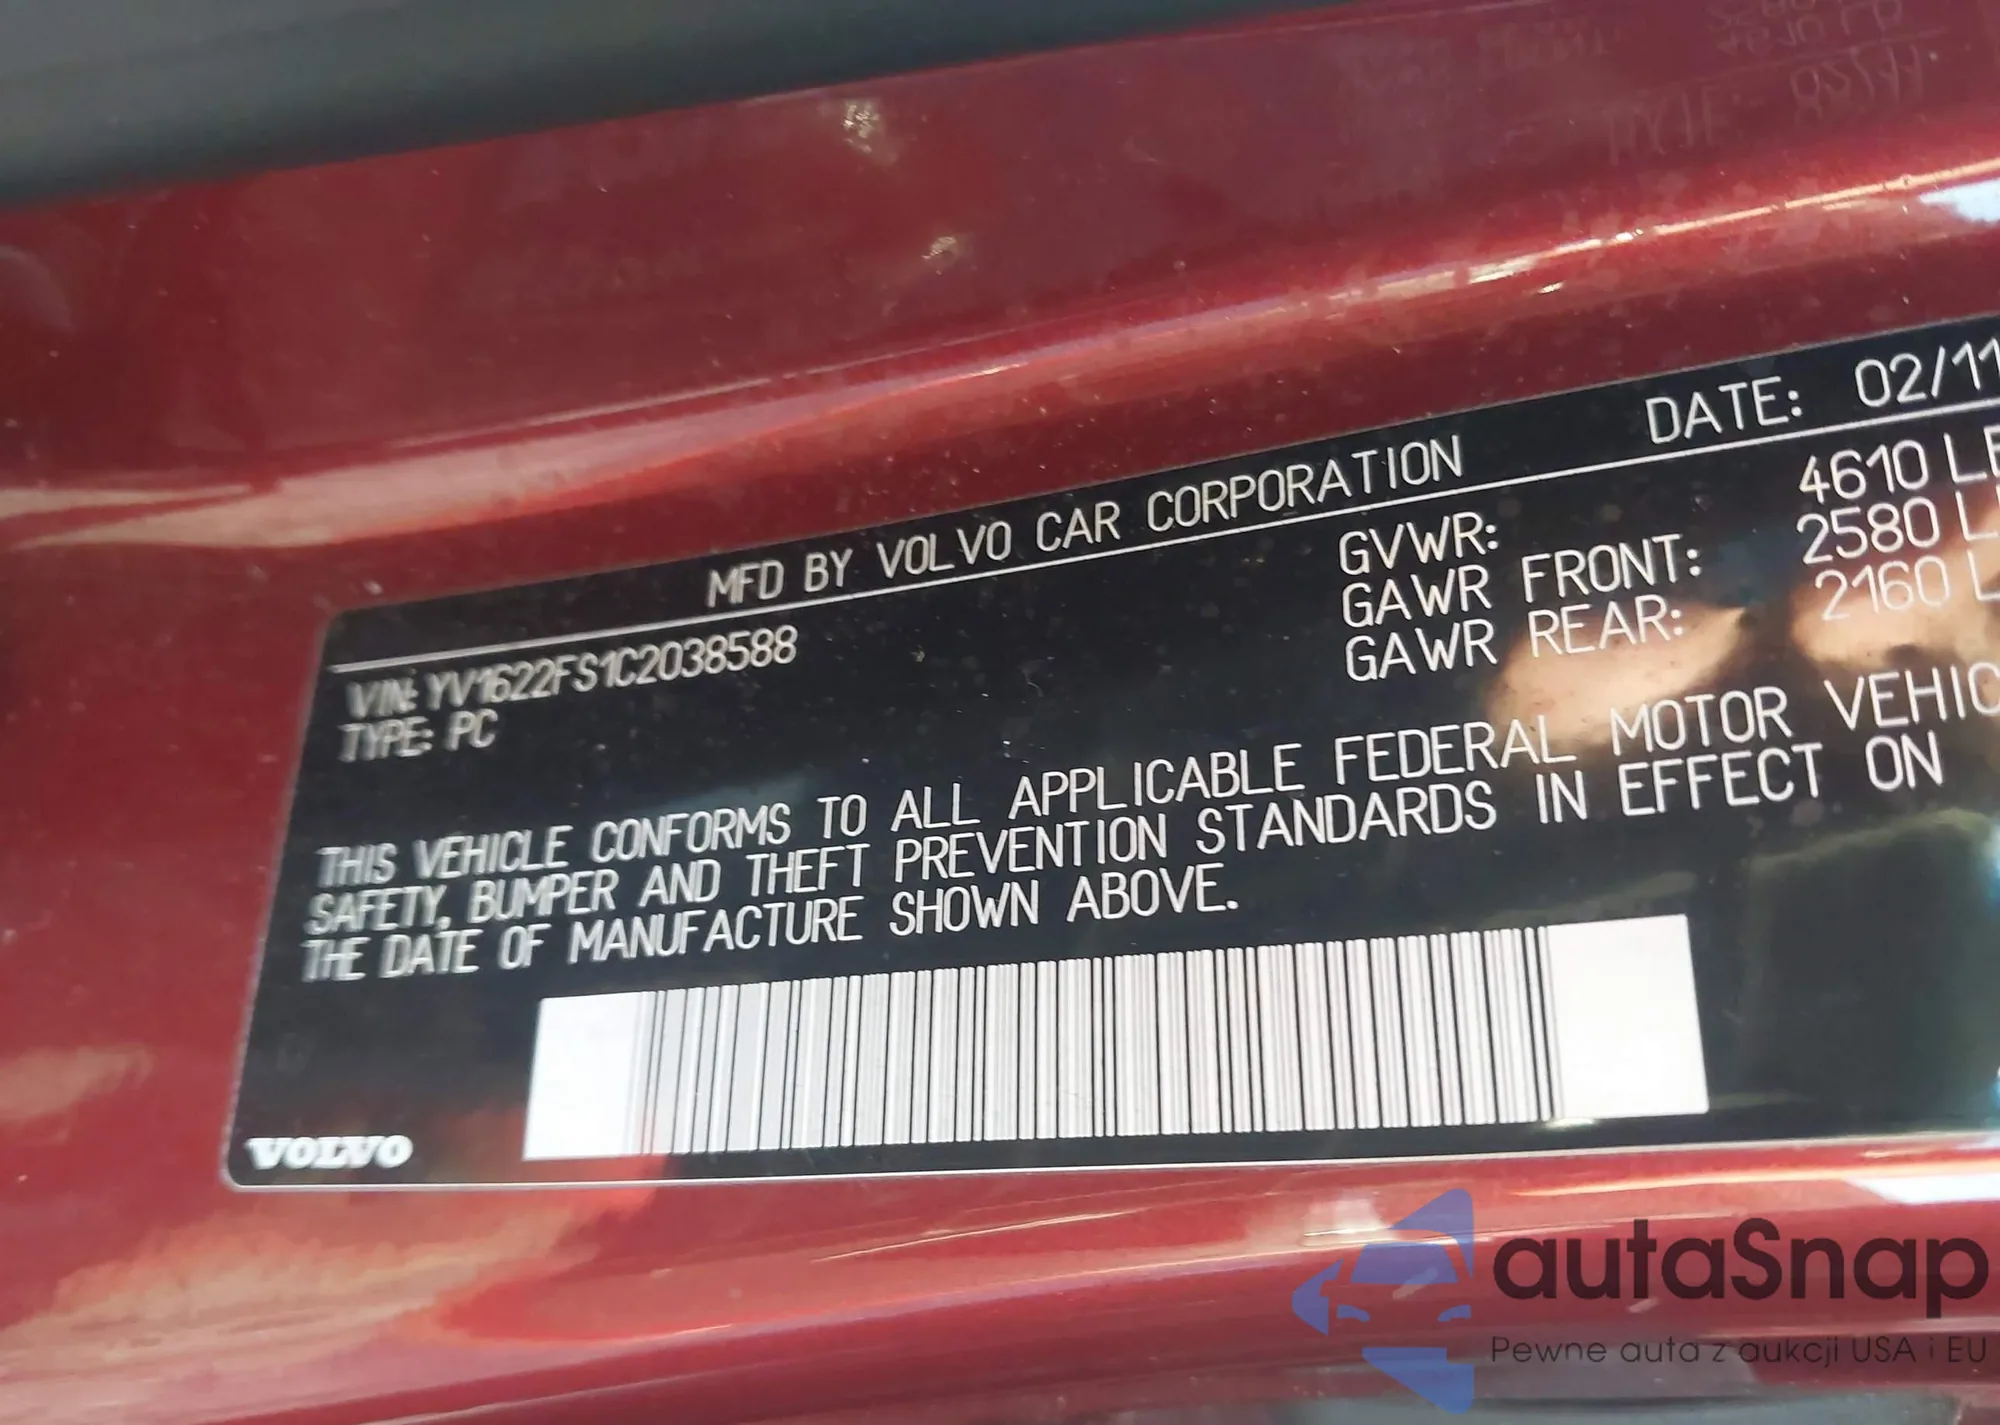 MFD BY VOLVO CAR CORPORATION DATE: 02/11
VIN: YV1622FS1C2038588
TYPE: PC
GVWR: 4610 LB
GAWR FRONT: 2580 L
GAWR REAR: 2160 L
THIS VEHICLE CONFORMS TO ALL APPLICABLE FEDERAL MOTOR VEHIC
SAFETY, BUMPER AND THEFT PREVENTION STANDARDS IN EFFECT ON
THE DATE OF MANUFACTURE SHOWN ABOVE.
VOLVO
autaSnap
Pewne auta z aukcji USA i EU